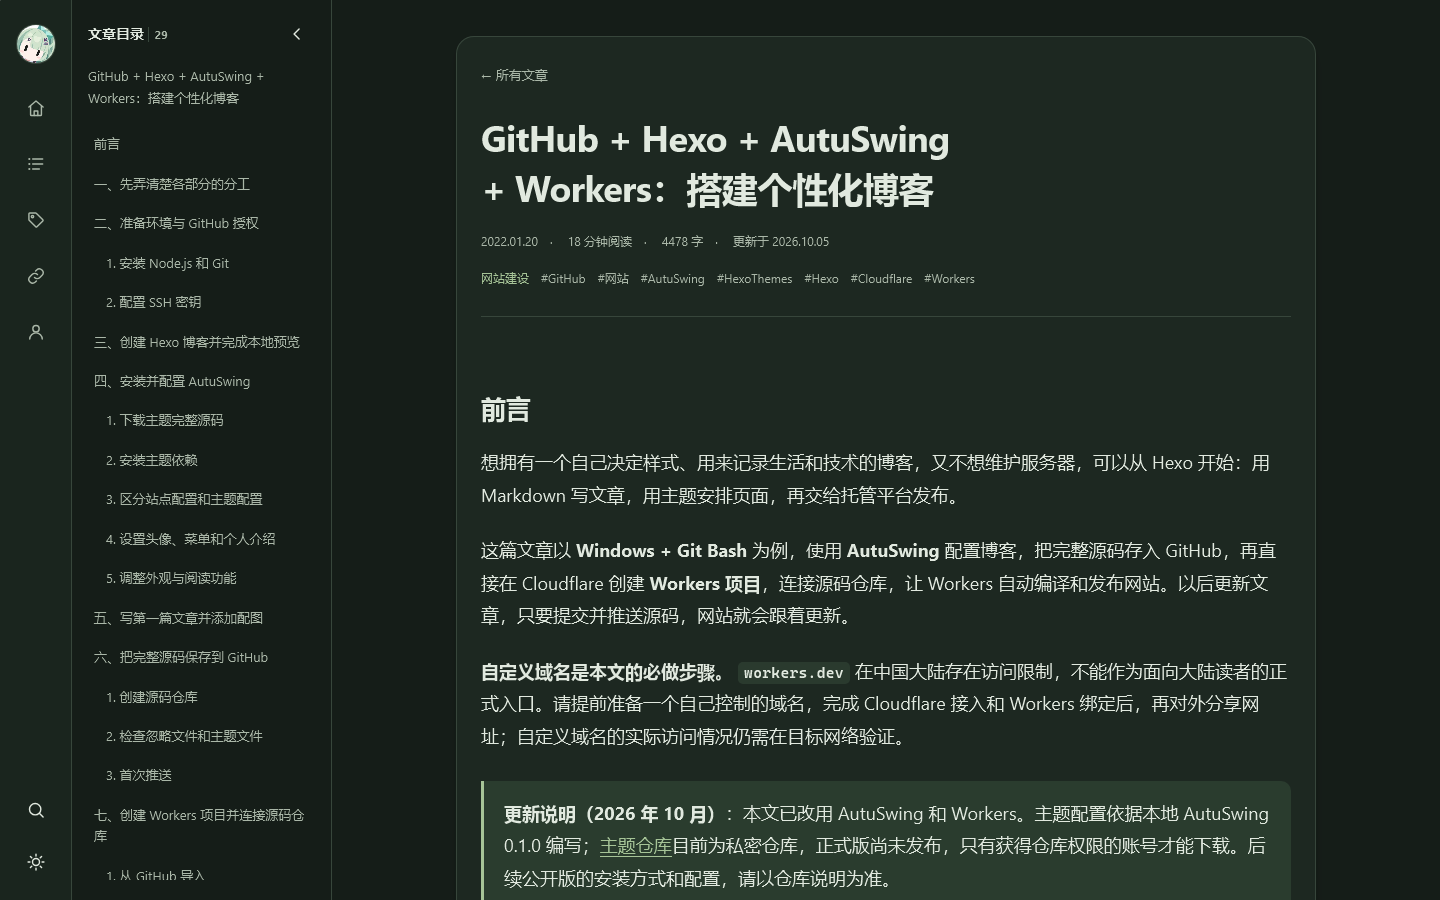 文章目录 29
GitHub + Hexo + AutuSwing +
Workers：搭建个性化博客
前言
一、先弄清楚各部分的分工
二、准备环境与 GitHub 授权
1. 安装 Node.js 和 Git
2. 配置 SSH 密钥
三、创建 Hexo 博客并完成本地预览
四、安装并配置 AutuSwing
1. 下载主题完整源码
2. 安装主题依赖
3. 区分站点配置和主题配置
4. 设置头像、菜单和个人介绍
5. 调整外观与阅读功能
五、写第一篇文章并添加配图
六、把完整源码保存到 GitHub
1. 创建源码仓库
2. 检查忽略文件和主题文件
3. 首次推送
七、创建 Workers 项目并连接源码仓
库
1. 从 GitHub 导入
← 所有文章
GitHub + Hexo + AutuSwing
+ Workers：搭建个性化博客
2022.01.20 · 18 分钟阅读 · 4478 字 · 更新于 2026.10.05
网站建设 #GitHub #网站 #AutuSwing #HexoThemes #Hexo #Cloudflare #Workers
前言
想拥有一个自己决定样式、用来记录生活和技术的博客，又不想维护服务器，可以从 Hexo 开始：用
Markdown 写文章，用主题安排页面，再交给托管平台发布。
这篇文章以 Windows + Git Bash 为例，使用 AutuSwing 配置博客，把完整源码存入 GitHub，再直
接在 Cloudflare 创建 Workers 项目，连接源码仓库，让 Workers 自动编译和发布网站。以后更新文
章，只要提交并推送源码，网站就会跟着更新。
自定义域名是本文的必做步骤。 workers.dev 在中国大陆存在访问限制，不能作为面向大陆读者的正
式入口。请提前准备一个自己控制的域名，完成 Cloudflare 接入和 Workers 绑定后，再对外分享网
址；自定义域名的实际访问情况仍需在目标网络验证。
更新说明（2026 年 10 月）：本文已改用 AutuSwing 和 Workers。主题配置依据本地 AutuSwing
0.1.0 编写；主题仓库目前为私密仓库，正式版尚未发布，只有获得仓库权限的账号才能下载。后
续公开版的安装方式和配置，请以仓库说明为准。